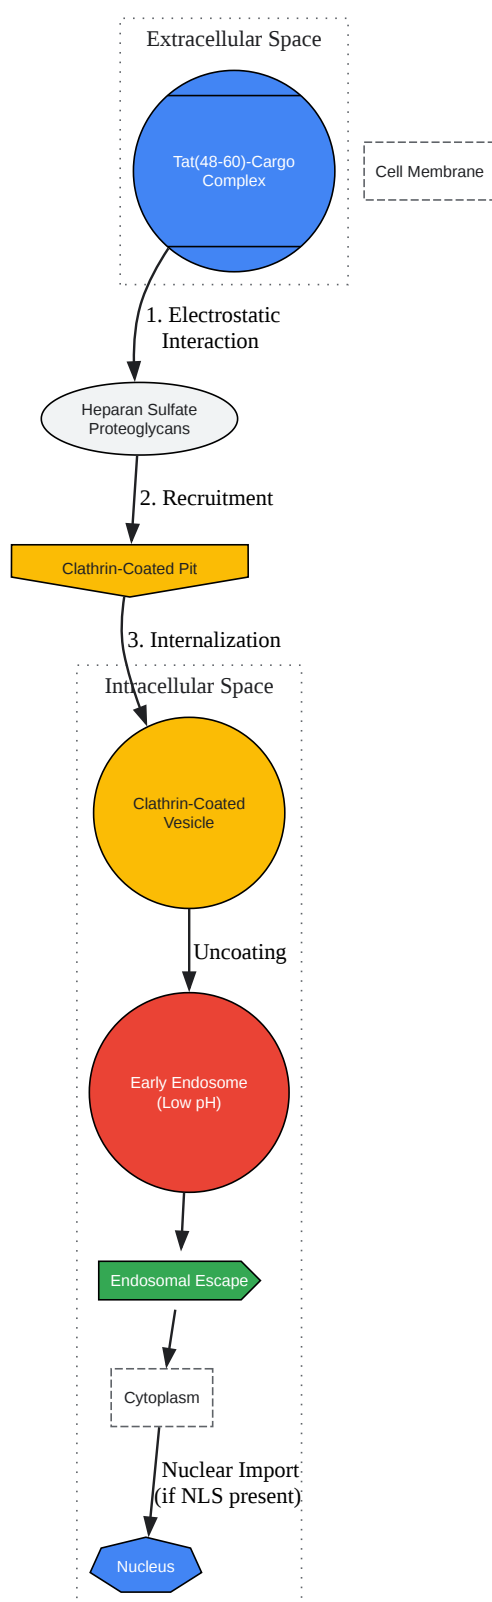 Extracellular Space
Tat(48-60)-Cargo
Complex
Cell Membrane
1. Electrostatic
Interaction
Heparan Sulfate
Proteoglycans
2. Recruitment
Clathrin-Coated Pit
3. Internalization
Intracellular Space
Clathrin-Coated
Vesicle
Uncoating
Early Endosome
(Low pH)
Endosomal Escape
Cytoplasm
Nuclear Import
(if NLS present)
Nucleus